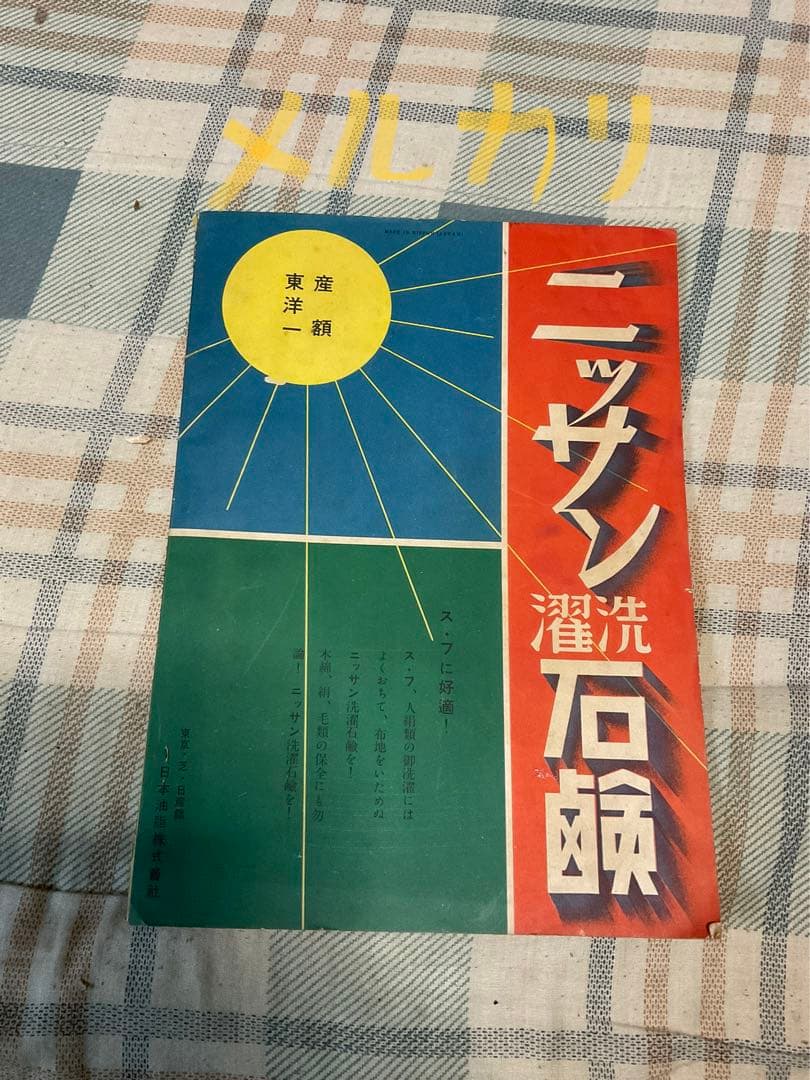 メルカリ
MADE IN NIPPON (JAPAN)
ニッサン
洗濯
石鹸
産額
東洋一
ス・フに好適！
ス・フ、人絹類の御洗濯には
よくおちて、布地をいためぬ
ニッサン洗濯石鹸を！
木綿、絹、毛類の保全にも勿
論！ ニッサン洗濯石鹸を！
東京・芝 日産館
日本油脂株式會社